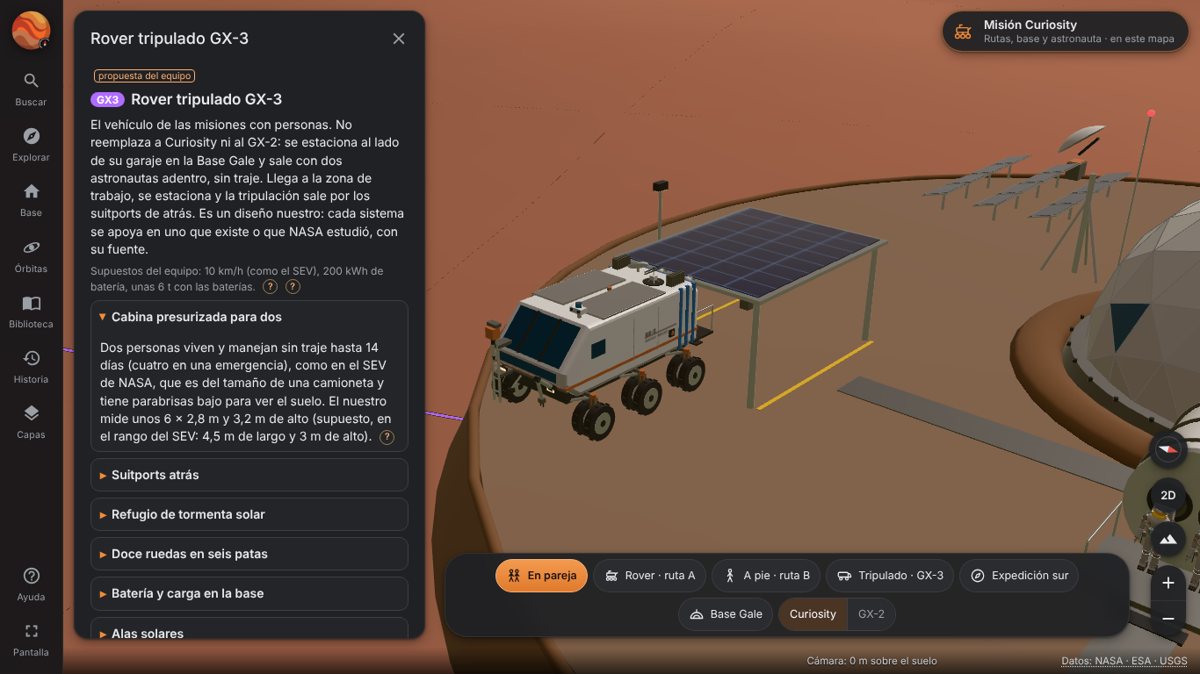 Rover tripulado GX-3
propuesta del equipo
GX3 Rover tripulado GX-3
El vehículo de las misiones con personas. No
reemplaza a Curiosity ni al GX-2: se estaciona al lado
de su garaje en la Base Gale y sale con dos
astronautas adentro, sin traje. Llega a la zona de
trabajo, se estaciona y la tripulación sale por los
suitports de atrás. Es un diseño nuestro: cada sistema
se apoya en uno que existe o que NASA estudió, con
su fuente.
Supuestos del equipo: 10 km/h (como el SEV), 200 kWh de
batería, unas 6 t con las baterías. ? ?
Cabina presurizada para dos
Dos personas viven y manejan sin traje hasta 14
días (cuatro en una emergencia), como en el SEV
de NASA, que es del tamaño de una camioneta y
tiene parabrisas bajo para ver el suelo. El nuestro
mide unos 6 × 2,8 m y 3,2 m de alto (supuesto, en
el rango del SEV: 4,5 m de largo y 3 m de alto). ?
Suitports atrás
Refugio de tormenta solar
Doce ruedas en seis patas
Batería y carga en la base
Alas solares
Buscar
Explorar
Base
Órbitas
Biblioteca
Historia
Capas
Ayuda
Pantalla
Misión Curiosity
Rutas, base y astronauta · en este mapa
2D
+
−
En pareja
Rover · ruta A
A pie · ruta B
Tripulado · GX-3
Expedición sur
Base Gale
Curiosity
GX-2
Cámara: 0 m sobre el suelo
Datos: NASA · ESA · USGS